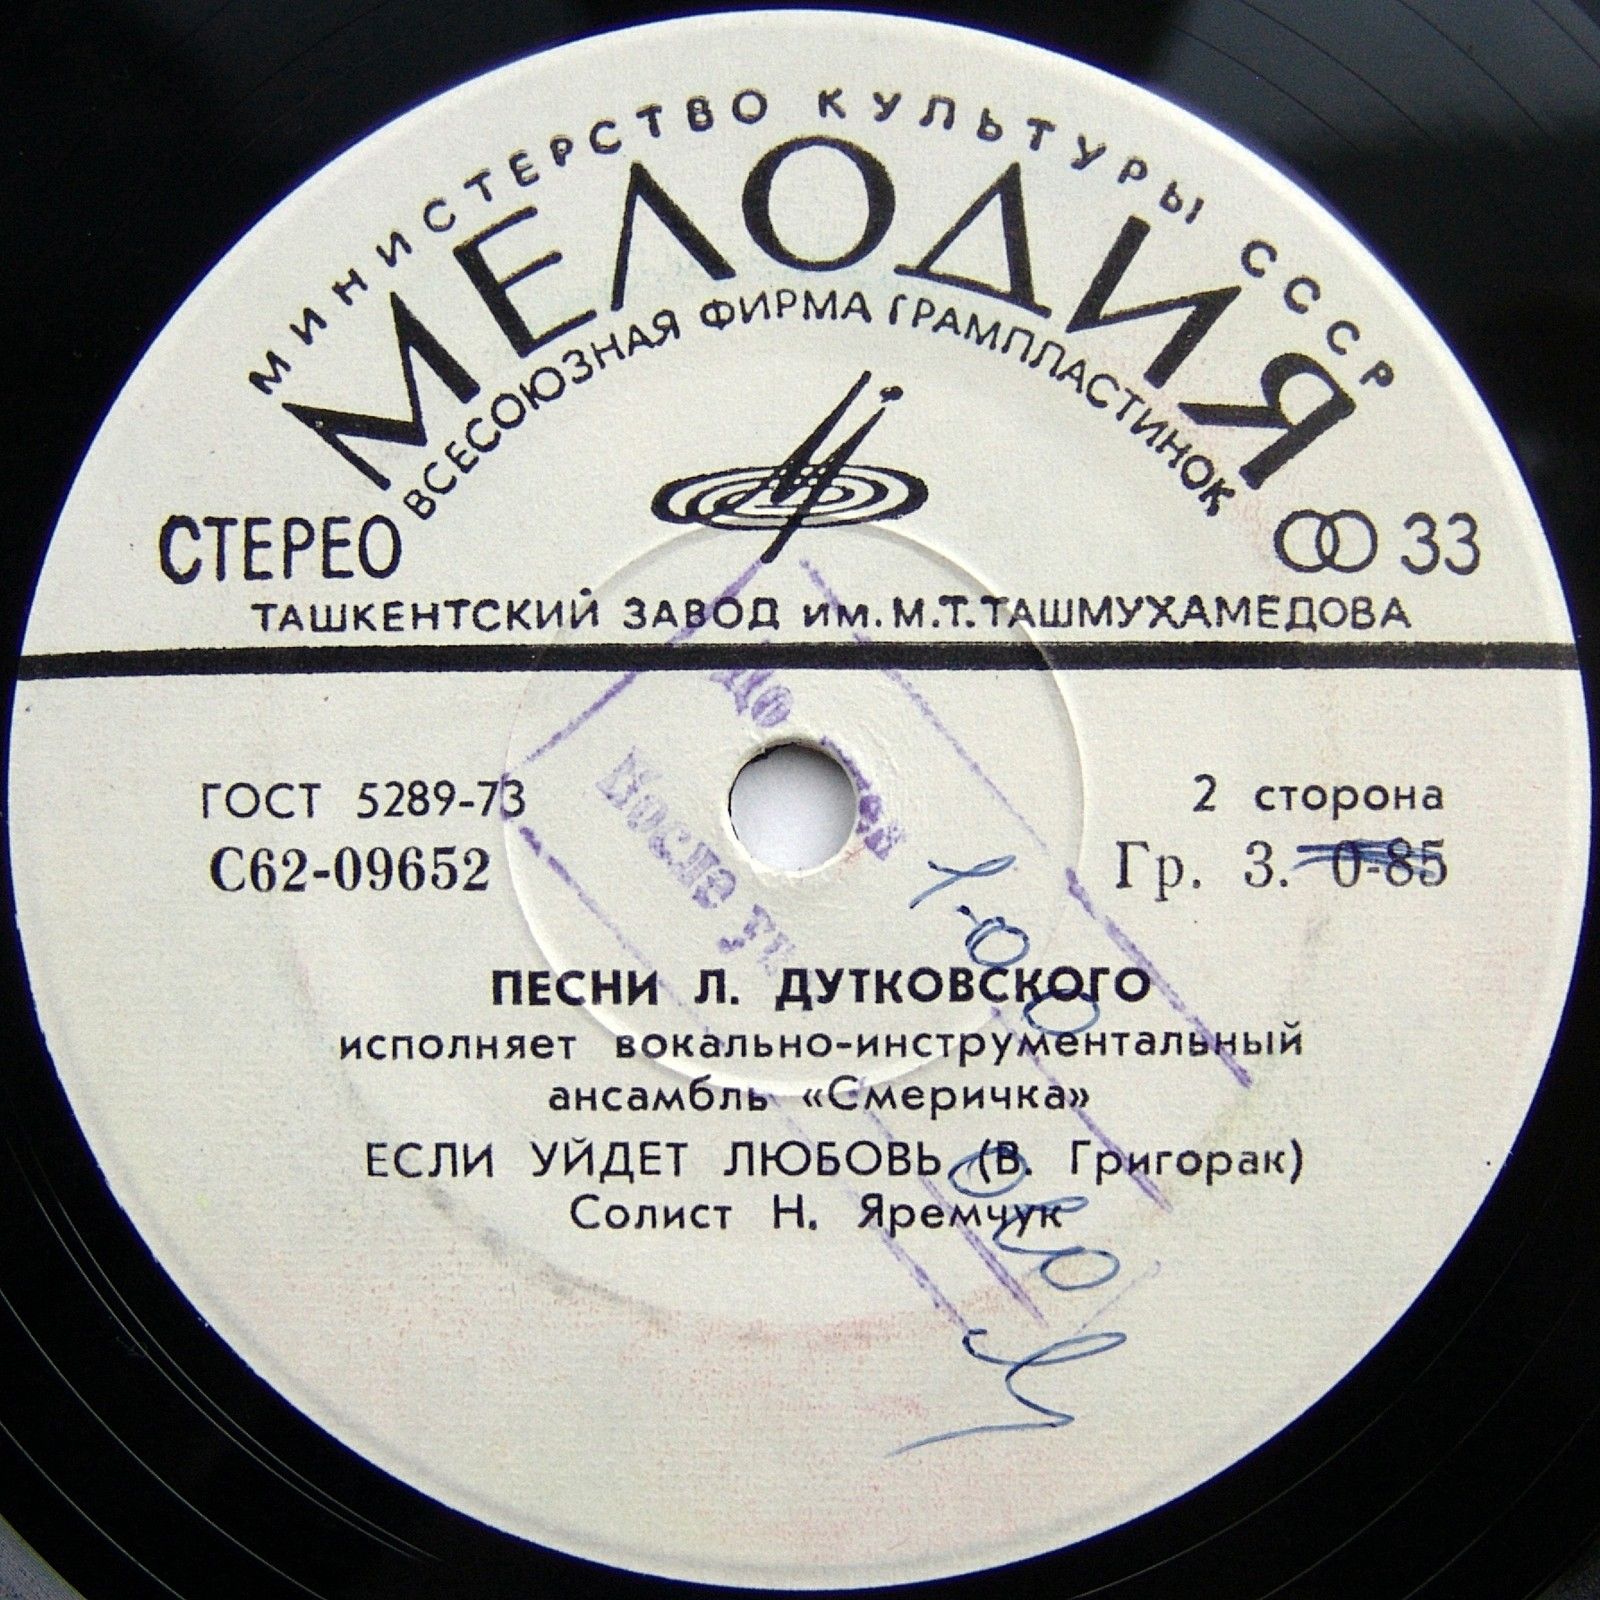 МИНИСТЕРСТВО КУЛЬТУРЫ СССР
МЕЛОДИЯ
ВСЕСОЮЗНАЯ ФИРМА ГРАМПЛАСТИНОК
СТЕРЕО
33
ТАШКЕНТСКИЙ ЗАВОД им. М.Т.ТАШМУХАМЕДОВА
До
После
ГОСТ 5289-73
2 сторона
С62-09652
Гр. 3. 0-85
1-00
ПЕСНИ Л. ДУТКОВСКОГО
исполняет вокально-инструментальный
ансамбль «Смеричка»
ЕСЛИ УЙДЕТ ЛЮБОВЬ (В. Григорак)
Солист Н. Яремчук